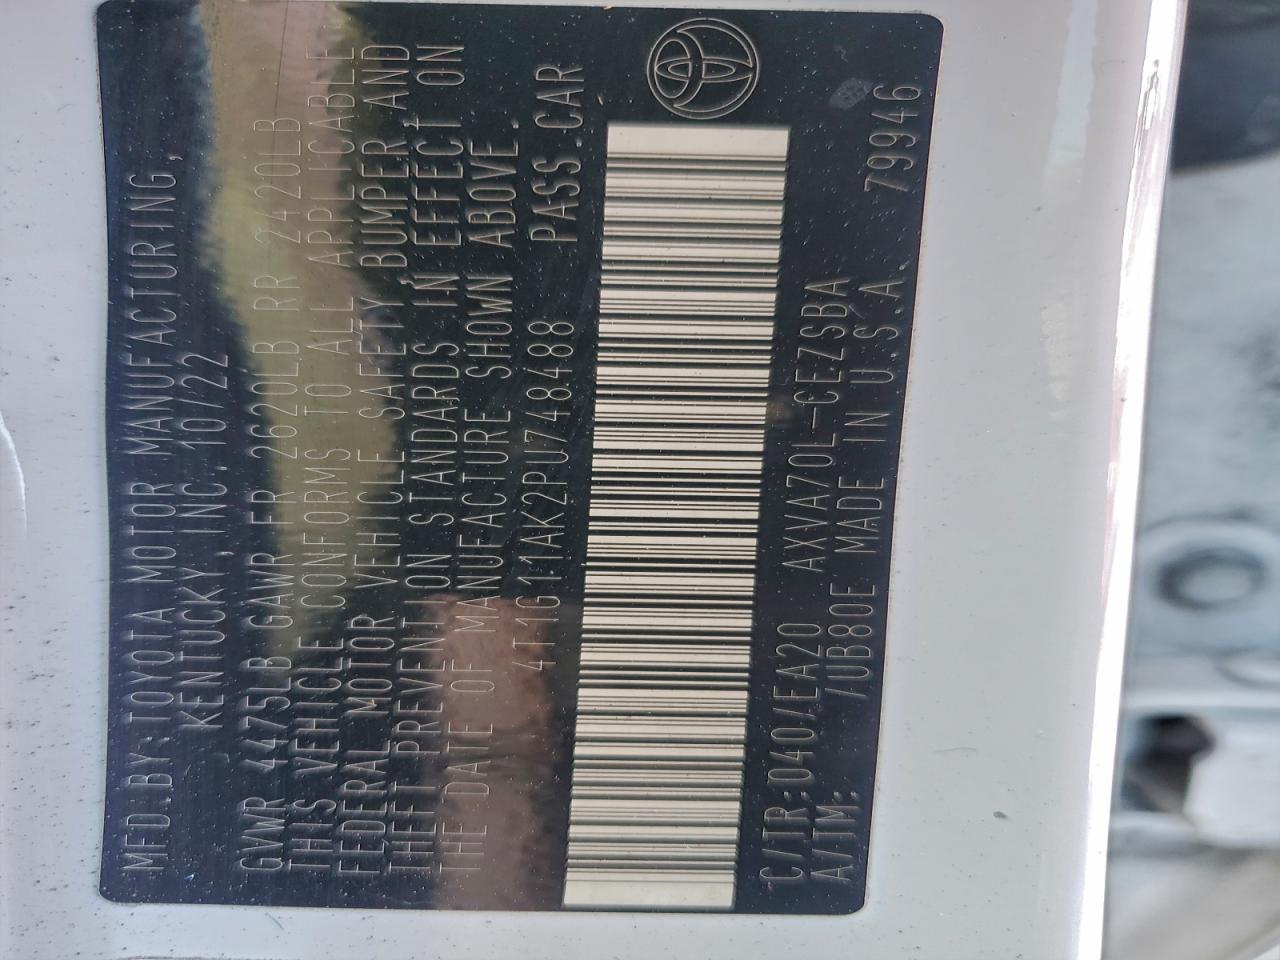 MFD.BY:TOYOTA MOTOR MANUFACTURING,
KENTUCKY, INC. 10/22
GVWR 4475LB GAWR FR 2626LB RR 2420LB
THIS VEHICLE CONFORMS TO ALL APPLICABLE
FEDERAL MOTOR VEHICLE SAFETY,BUMPER,AND
THEFT PREVENTION STANDARDS IN EFFECT ON
THE DATE OF MANUFACTURE SHOWN ABOVE.
4T1G11AK2PU748488 PASS.CAR
C/TR:040/EA20 AXVA70L-CEZSBA
A/TM: /UB80E MADE IN U.S.A. 79946